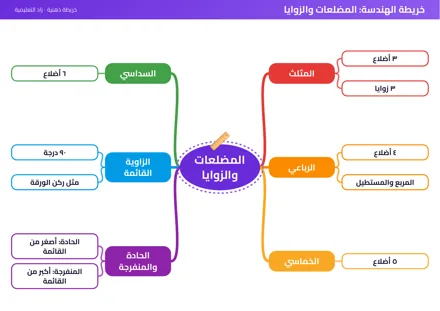 خريطة الهندسة: المضلعات والزوايا
خريطة ذهنية · زاد التعليمية
المضلعات
والزوايا
المثلث
٣ أضلاع
٣ زوايا
الرباعي
٤ أضلاع
المربع والمستطيل
الخماسي
٥ أضلاع
السداسي
٦ أضلاع
الزاوية
القائمة
٩٠ درجة
مثل ركن الورقة
الحادة
والمنفرجة
الحادة: أصغر من
القائمة
المنفرجة: أكبر من
القائمة